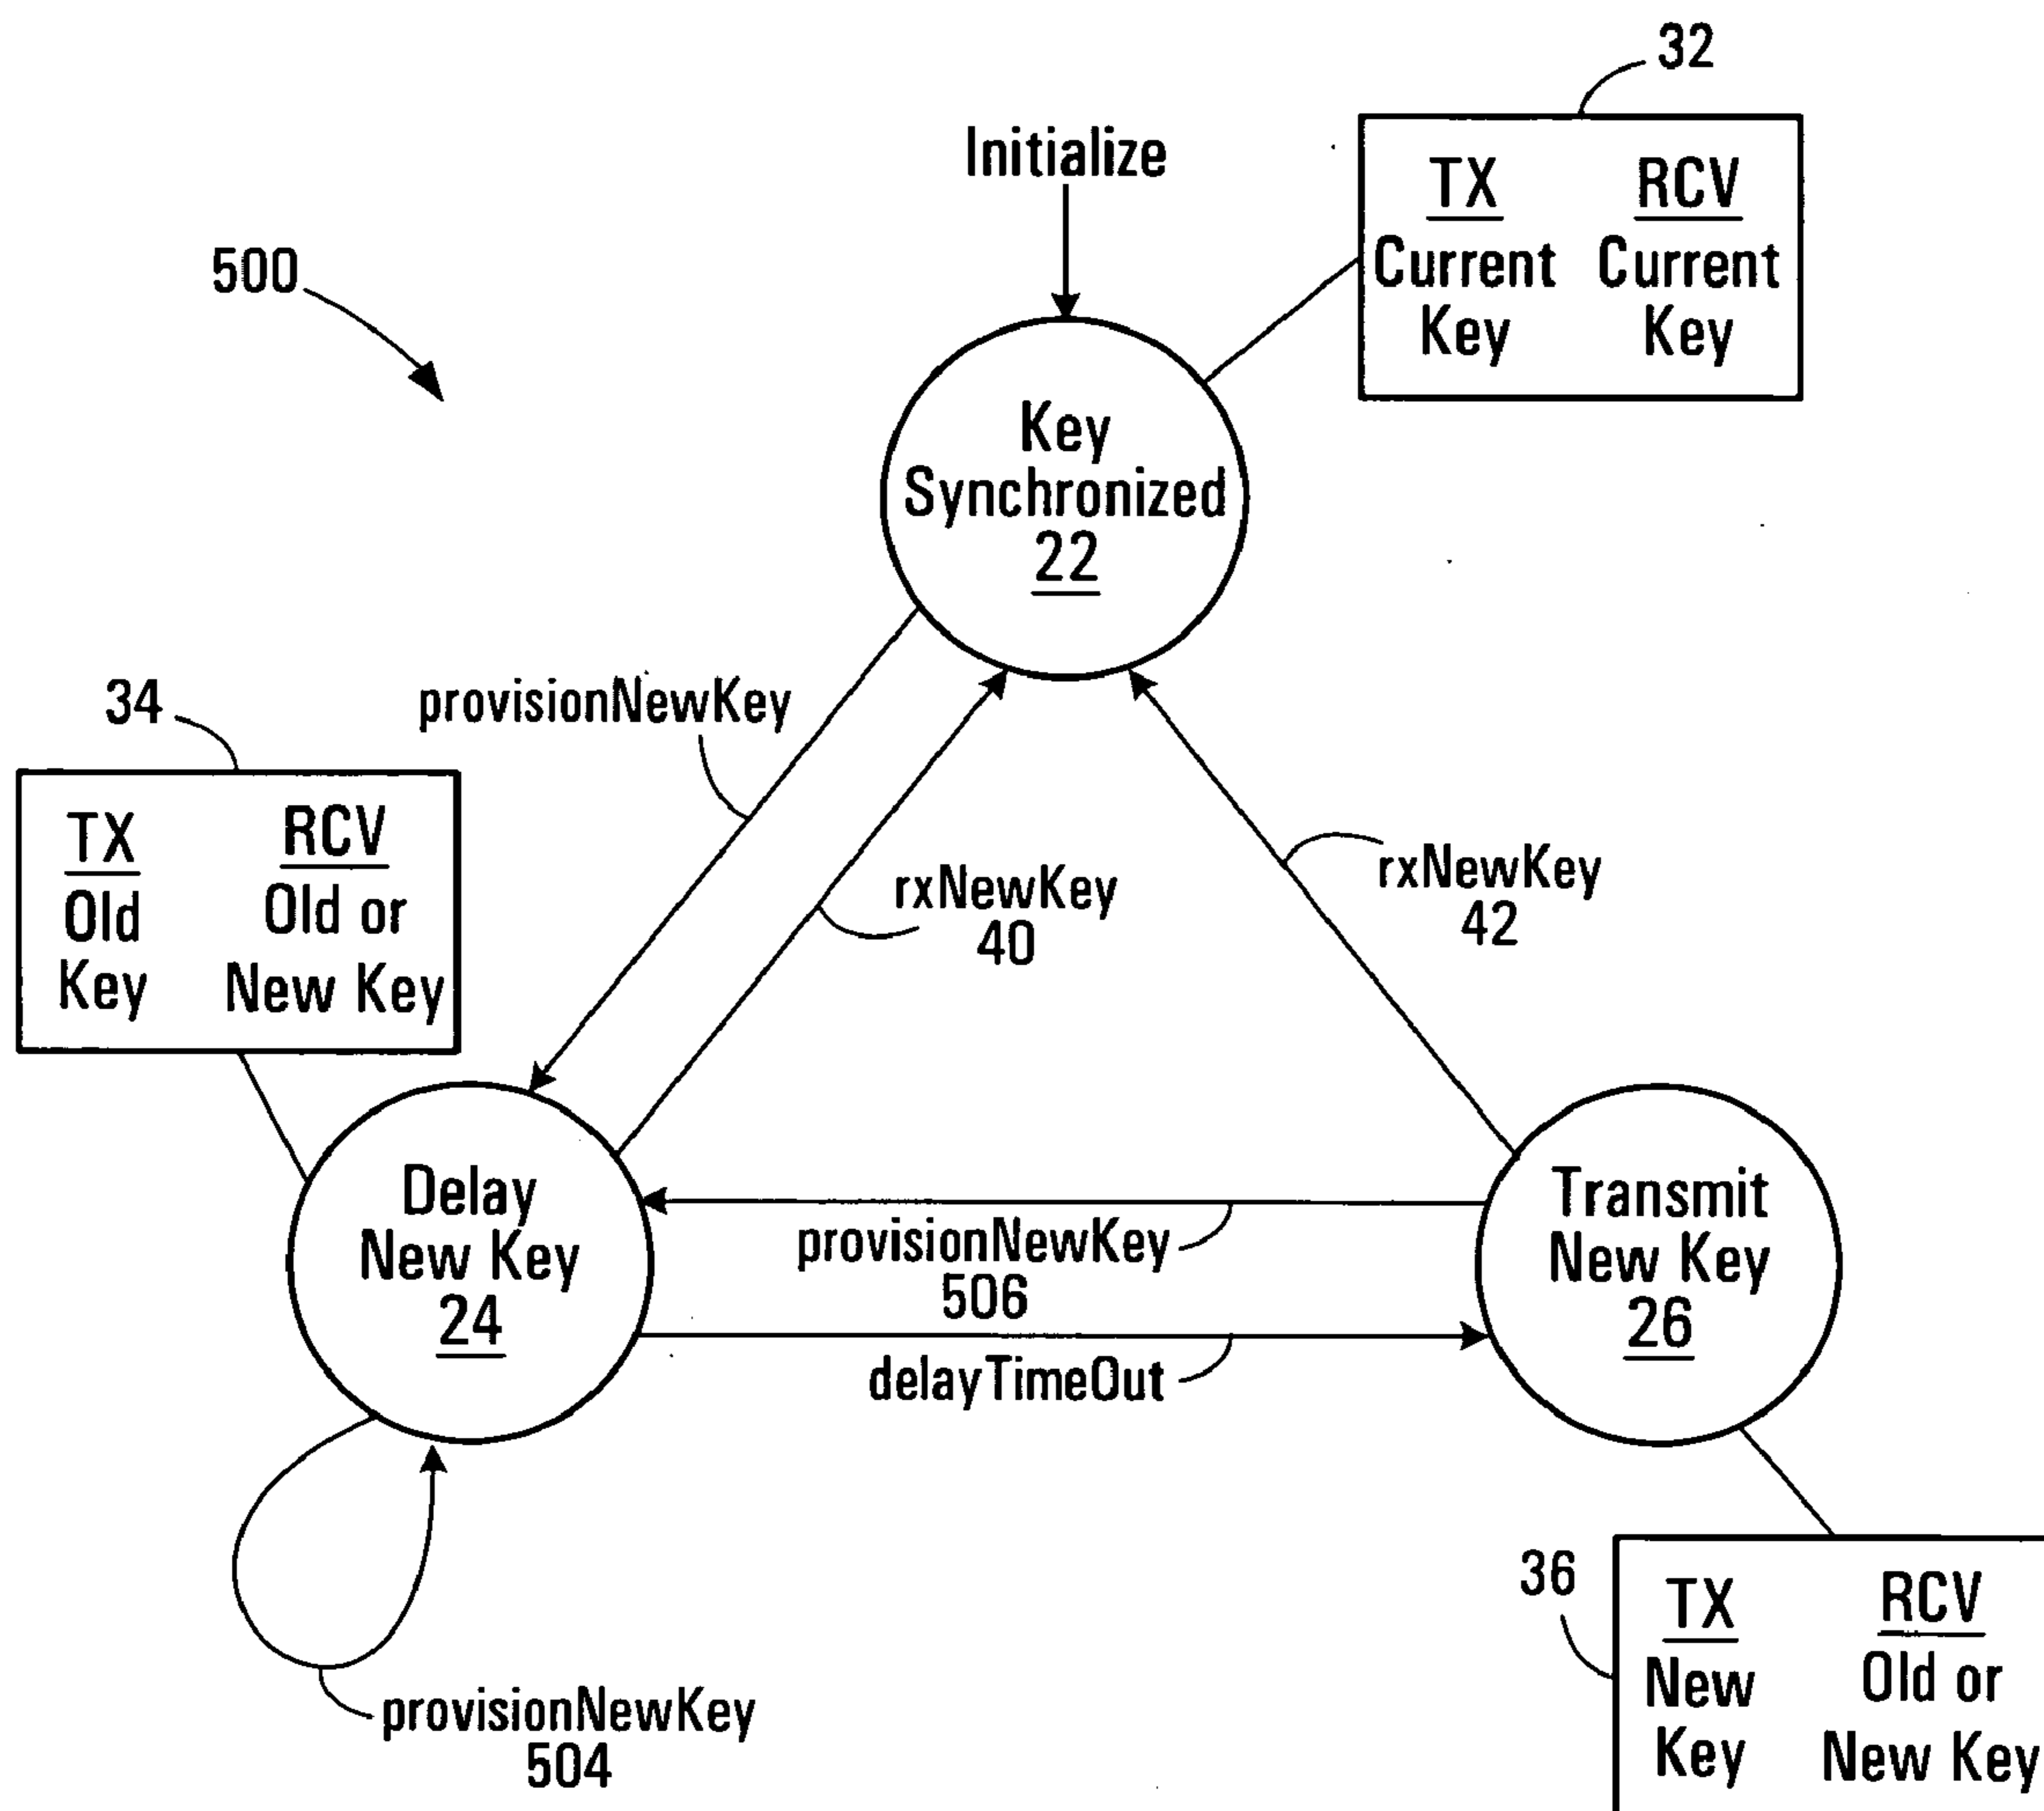 32
Initialize
TX RCV
Current Current
Key Key
500
Key
Synchronized
22
34
provisionNewKey
TX RCV
Old Old or
Key New Key
rxNewKey
40
rxNewKey
42
Delay
New Key
24
provisionNewKey
506
delayTimeOut
Transmit
New Key
26
36
TX RCV
New Old or
Key New Key
provisionNewKey
504